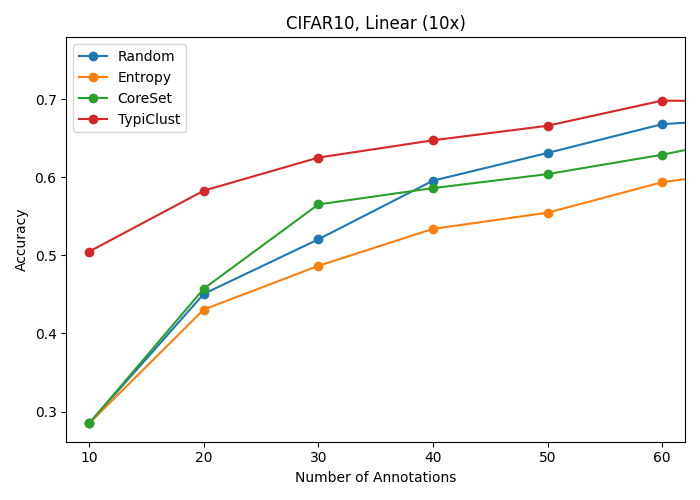 CIFAR10, Linear (10x)
Random
Entropy
CoreSet
TypiClust
0.7
0.6
0.5
0.4
0.3
Accuracy
10 20 30 40 50 60
Number of Annotations